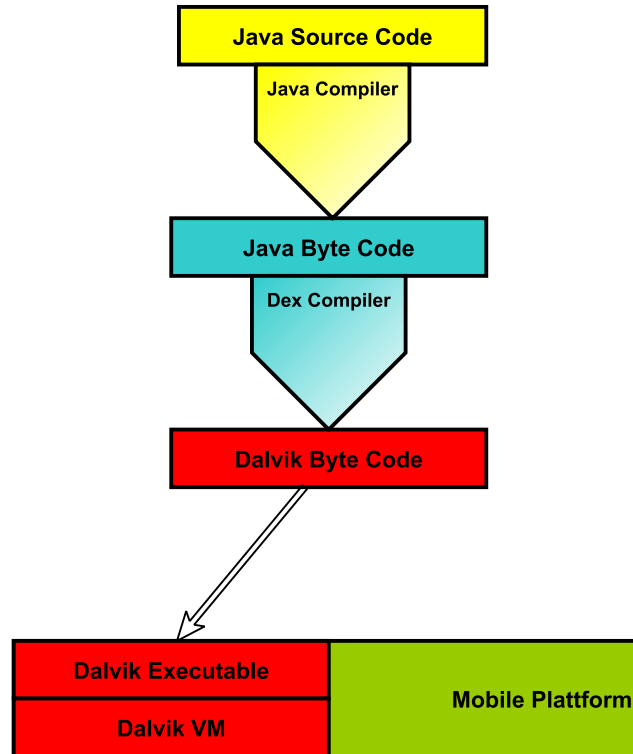 Java Source Code
Java Compiler
Java Byte Code
Dex Compiler
Dalvik Byte Code
Dalvik Executable
Mobile Plattform
Dalvik VM